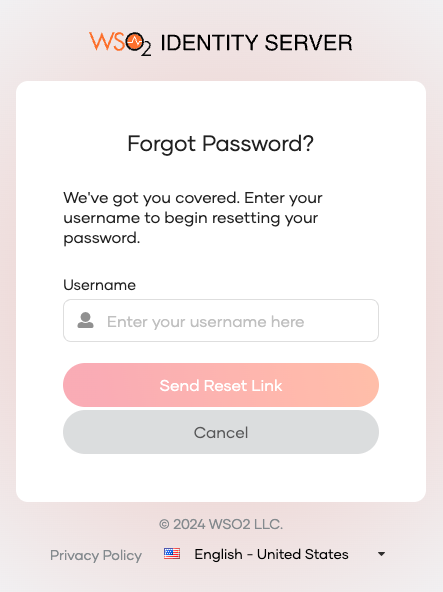 WSO2 IDENTITY SERVER
Forgot Password?
We've got you covered. Enter your
username to begin resetting your
password.
Username
Enter your username here
Send Reset Link
Cancel
© 2024 WSO2 LLC.
Privacy Policy English - United States